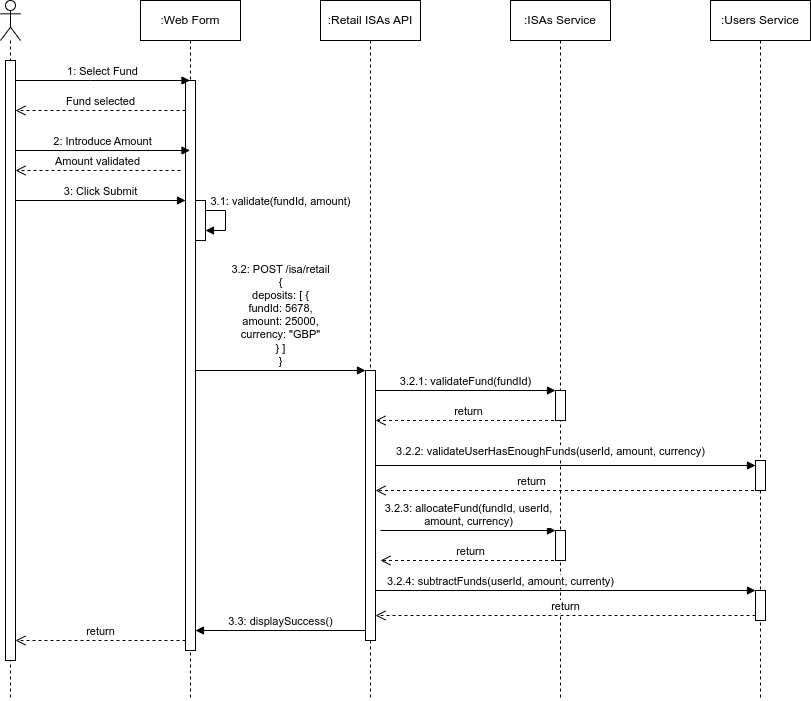 :Web Form
:Retail ISAs API
:ISAs Service
:Users Service
1: Select Fund
Fund selected
2: Introduce Amount
Amount validated
3: Click Submit
3.1: validate(fundId, amount)
3.2: POST /isa/retail
{
deposits: [ {
fundId: 5678,
amount: 25000,
currency: "GBP"
} ]
}
3.2.1: validateFund(fundId)
return
3.2.2: validateUserHasEnoughFunds(userId, amount, currency)
return
3.2.3: allocateFund(fundId, userId,
amount, currency)
return
3.2.4: subtractFunds(userId, amount, currenty)
return
3.3: displaySuccess()
return